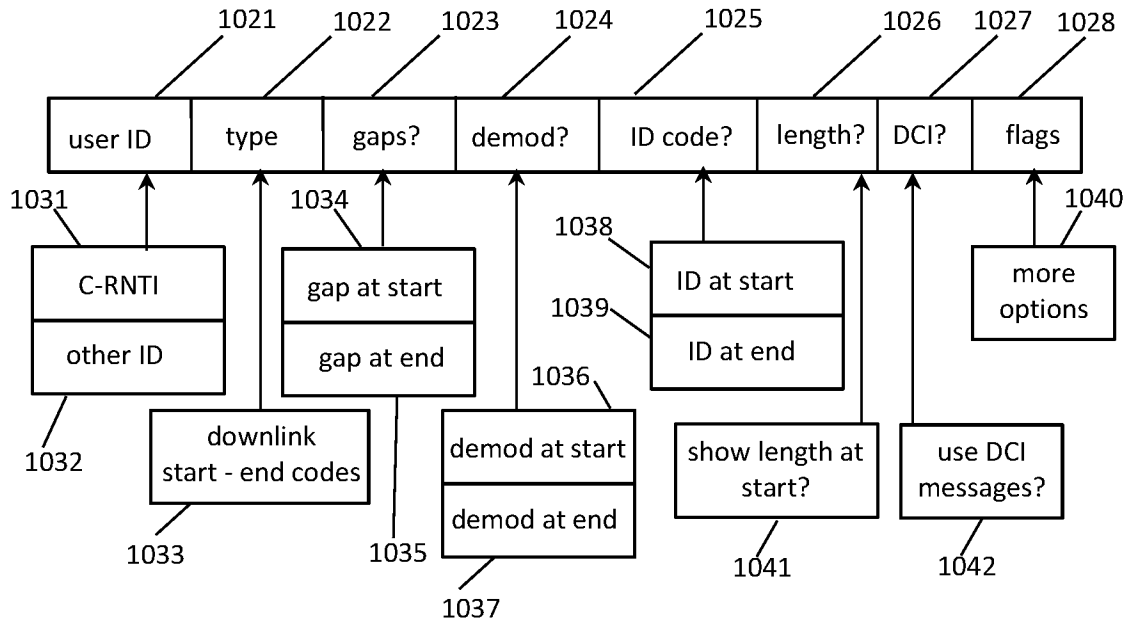 1021
1022
1023
1024
1025
1026
1027
1028
user ID
type
gaps?
demod?
ID code?
length?
DCI?
flags
1031
1034
1040
1038
C-RNTI
gap at start
ID at start
more
options
1039
other ID
gap at end
ID at end
1036
1032
downlink
start - end codes
demod at start
demod at end
show length at
start?
use DCI
messages?
1033
1035
1037
1041
1042